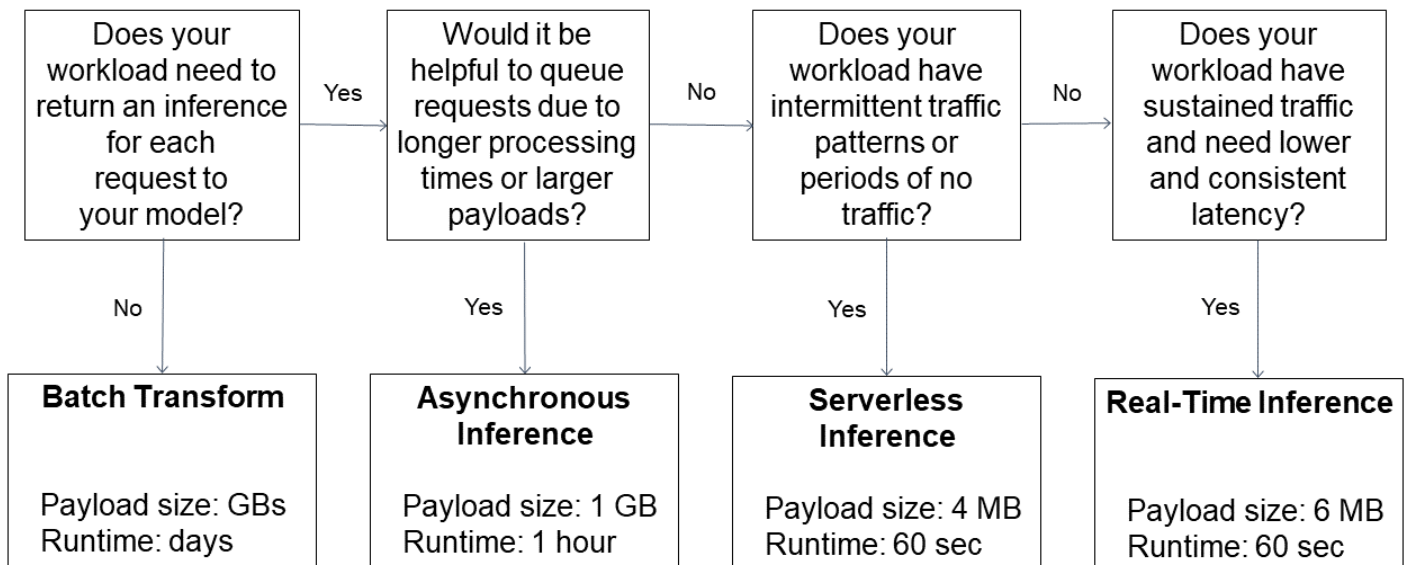 Does your
workload need to
return an inference
for each
request to
your model?
Yes
Would it be
helpful to queue
requests due to
longer processing
times or larger
payloads?
No
Does your
workload have
intermittent traffic
patterns or
periods of no
traffic?
No
Does your
workload have
sustained traffic
and need lower
and consistent
latency?
No
Yes
Yes
Yes
Batch Transform
Payload size: GBs
Runtime: days
Asynchronous
Inference
Payload size: 1 GB
Runtime: 1 hour
Serverless
Inference
Payload size: 4 MB
Runtime: 60 sec
Real-Time Inference
Payload size: 6 MB
Runtime: 60 sec